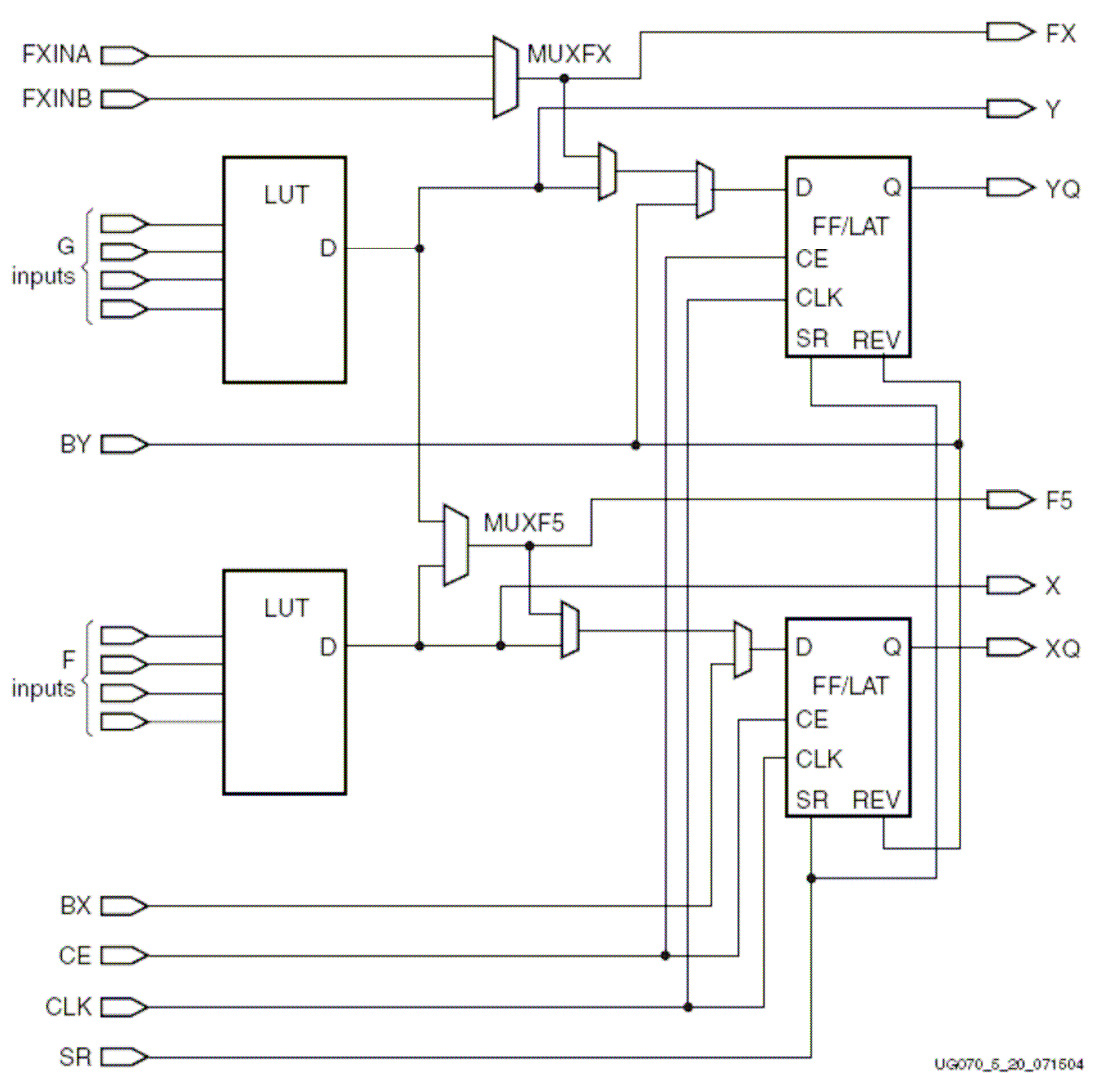 FXINA
MUXFX
FX
FXINB
Y
LUT
D
G
inputs
D
Q
YQ
FF/LAT
CE
CLK
SR
REV
BY
MUXF5
F5
LUT
D
X
F
inputs
D
Q
XQ
FF/LAT
CE
CLK
SR
REV
BX
CE
CLK
SR
UG070_5_20_071504